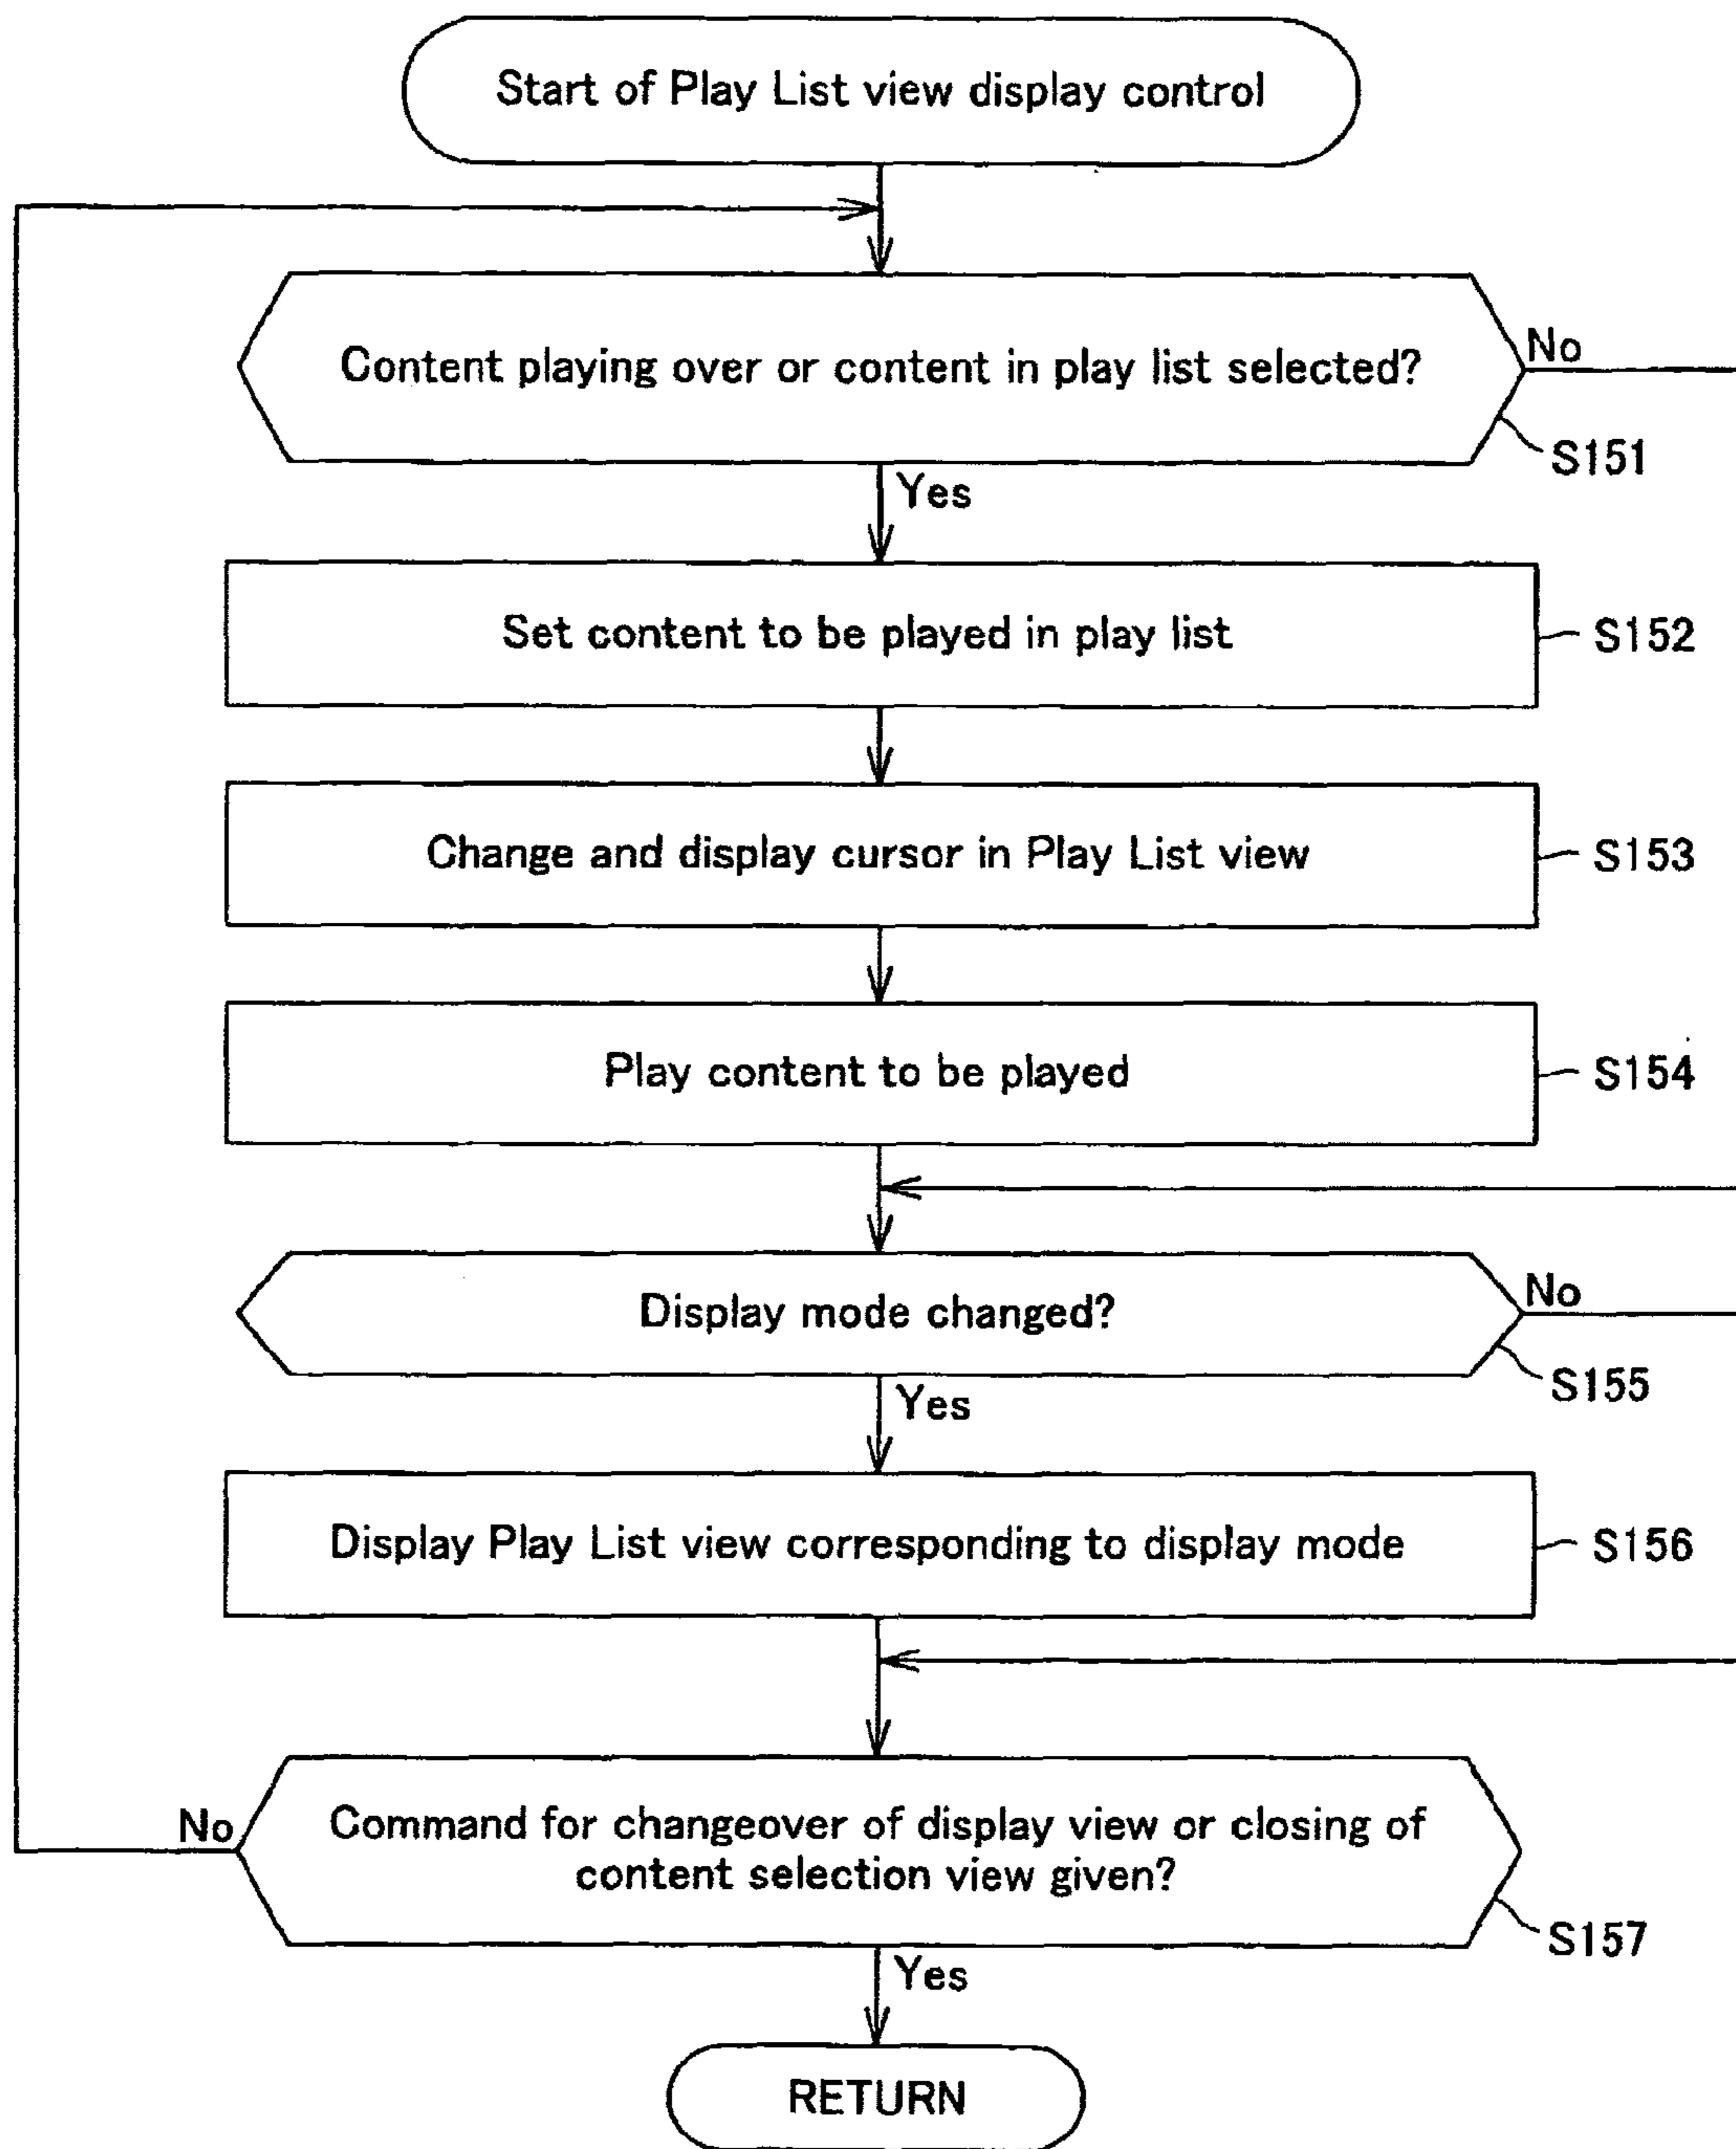 Start of Play List view display control
Content playing over or content in play list selected?
No
S151
Yes
Set content to be played in play list
S152
Change and display cursor in Play List view
S153
Play content to be played
S154
Display mode changed?
No
S155
Yes
Display Play List view corresponding to display mode
S156
No
Command for changeover of display view or closing of
content selection view given?
S157
Yes
RETURN